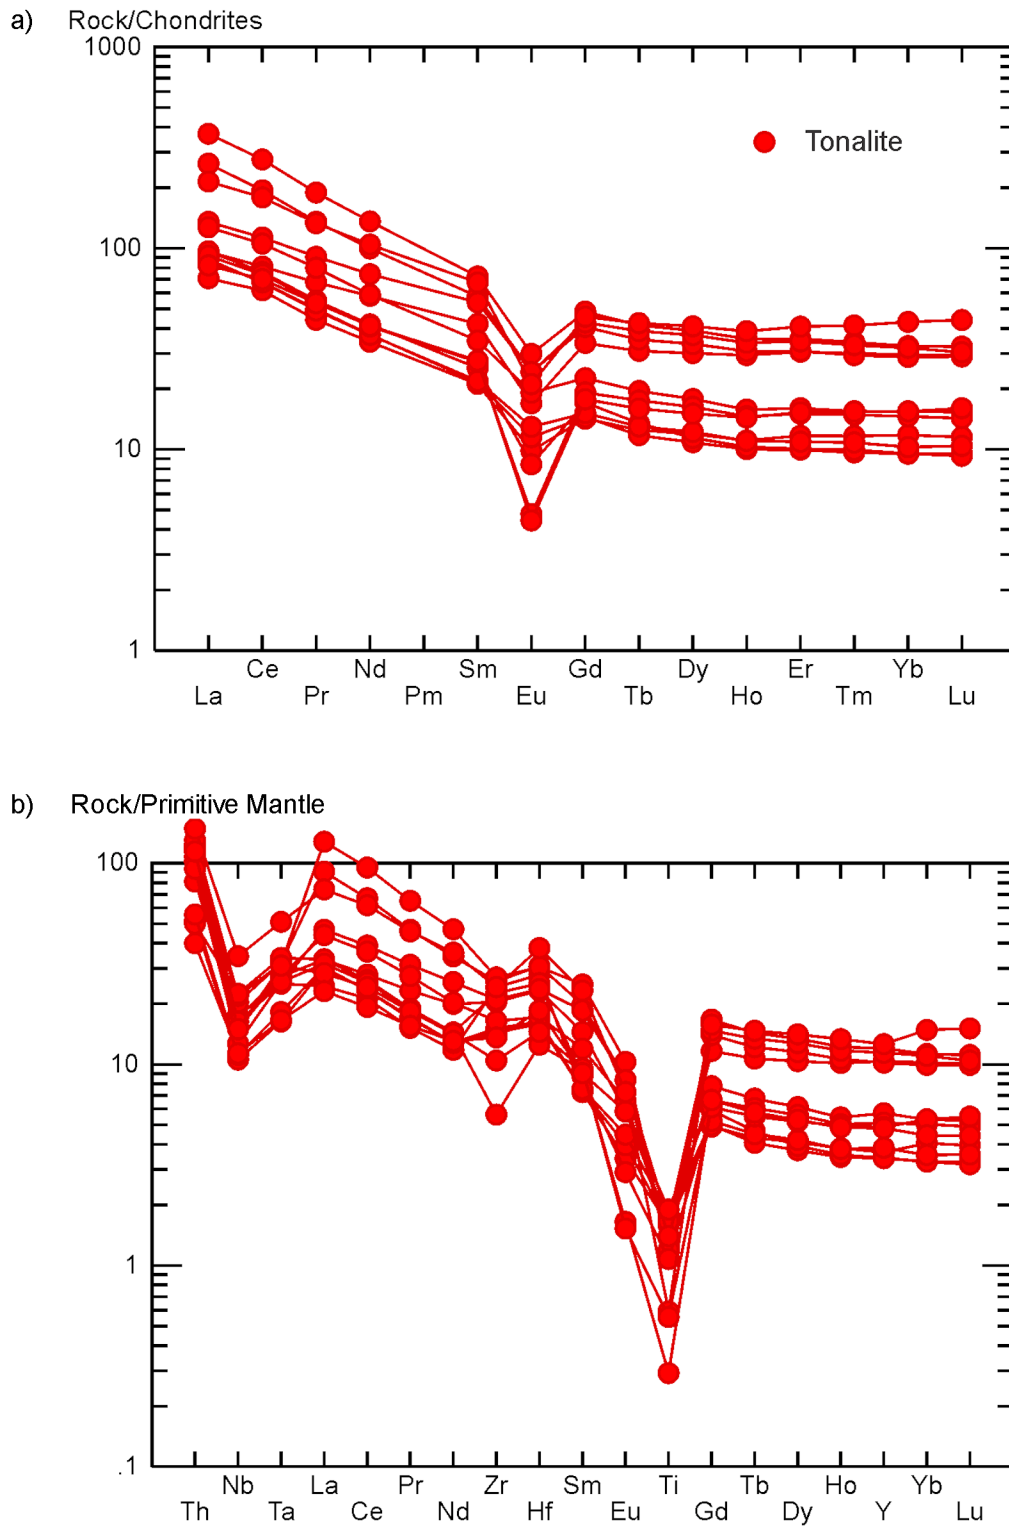 a) Rock/Chondrites
1000
Tonalite
100
10
1
Ce Nd Sm Gd Dy Er Yb
La Pr Pm Eu Tb Ho Tm Lu
b) Rock/Primitive Mantle
100
10
1
.1
Nb La Pr Zr Sm Ti Tb Ho Yb
Th Ta Ce Nd Hf Eu Gd Dy Y Lu